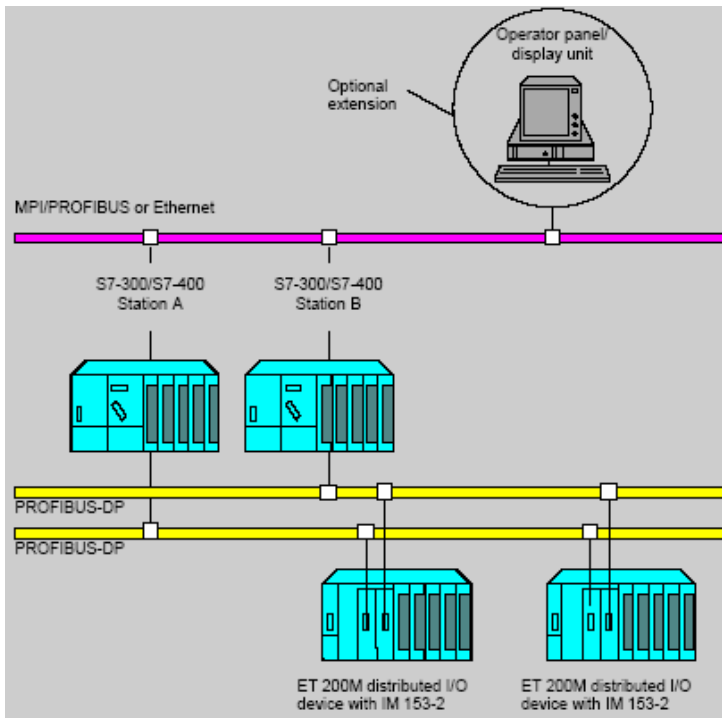 Operator panel/
display unit
Optional
extension
MPI/PROFIBUS or Ethernet
S7-300/S7-400
Station A
S7-300/S7-400
Station B
PROFIBUS-DP
PROFIBUS-DP
ET 200M distributed I/O
device with IM 153-2
ET 200M distributed I/O
device with IM 153-2